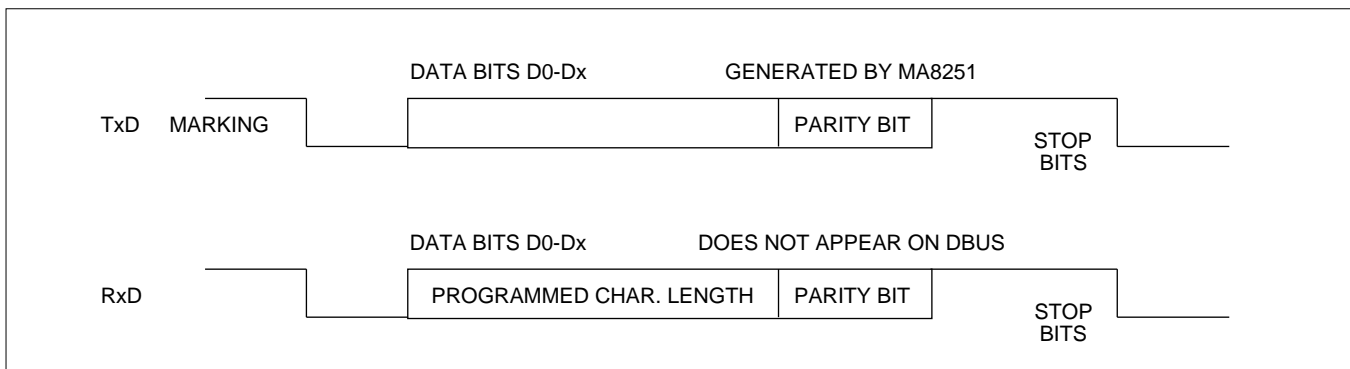 DATA BITS D0-Dx GENERATED BY MA8251
TxD MARKING PARITY BIT
STOP
BITS
DATA BITS D0-Dx DOES NOT APPEAR ON DBUS
RxD PROGRAMMED CHAR. LENGTH PARITY BIT
STOP
BITS